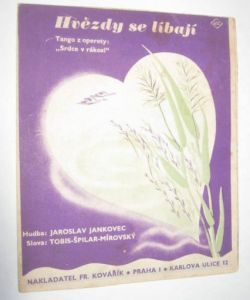 Hvězdy se líbají
Tango z operety:
„Srdce v rákosí"
Hudba: JAROSLAV JANKOVEC
Slova: TOBIS-ŠPILAR-MÍROVSKÝ
NAKLADATEL FR. KOVÁŘÍK • PRAHA I • KARLOVA ULICE 12